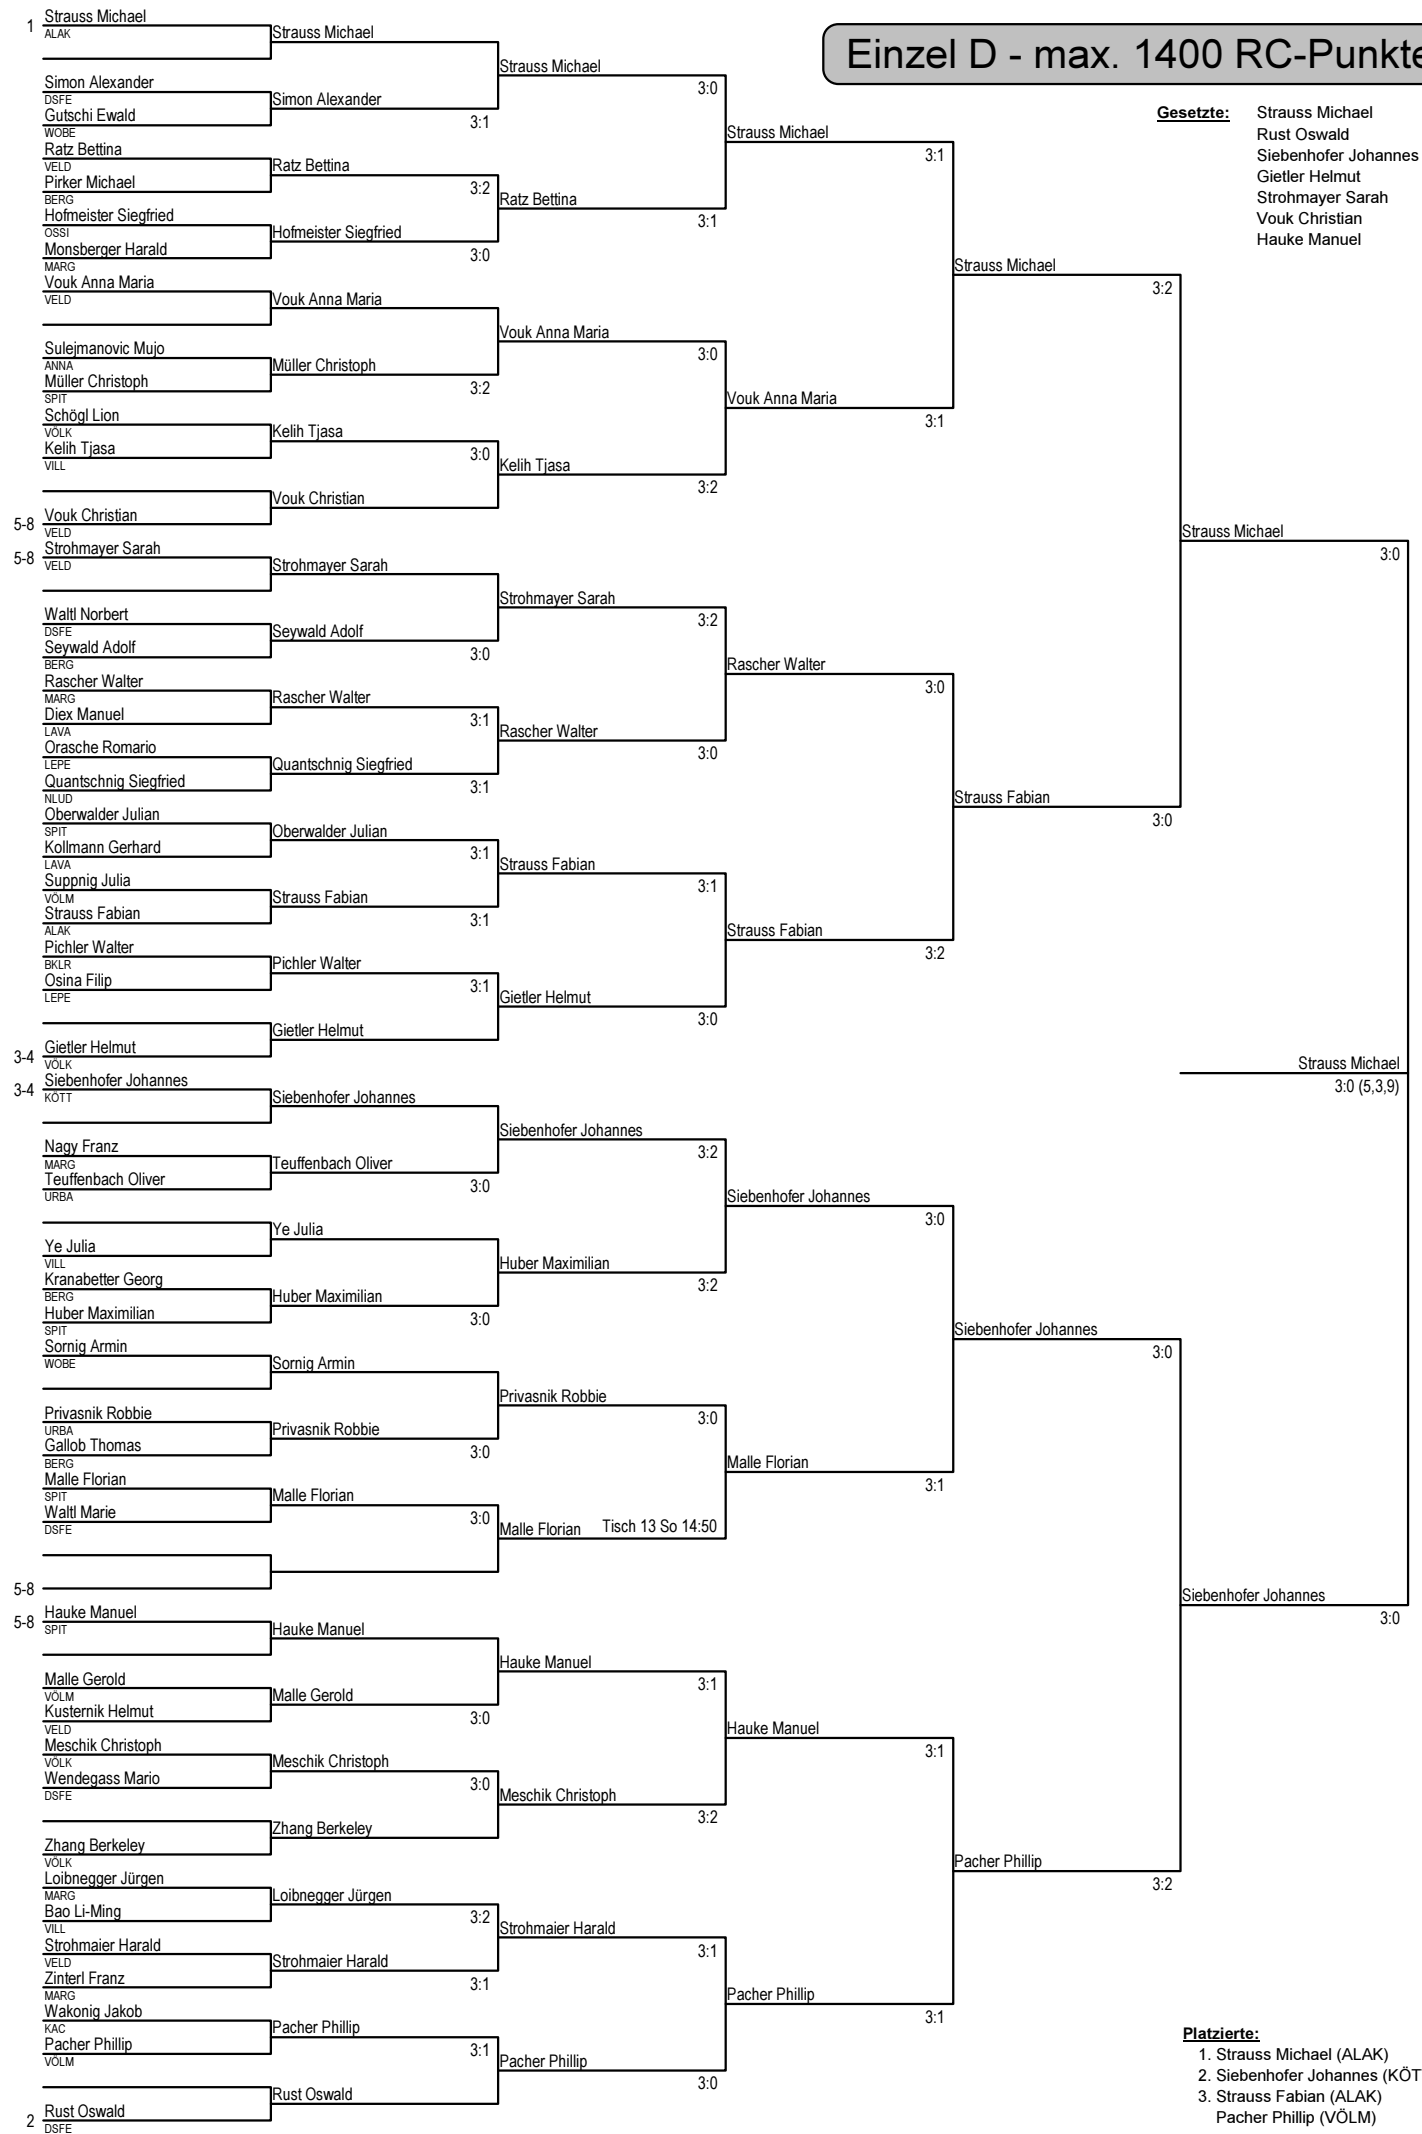 Einzel D - max. 1400 RC-Punkte
Gesetzte:
Strauss Michael
Rust Oswald
Siebenhofer Johannes
Gietler Helmut
Strohmayer Sarah
Vouk Christian
Hauke Manuel
1
Strauss Michael
ALAK
Simon Alexander
DSFE
Gutschi Ewald
WOBE
Ratz Bettina
VELD
Pirker Michael
BERG
Hofmeister Siegfried
OSSI
Monsberger Harald
MARG
Vouk Anna Maria
VELD
Sulejmanovic Mujo
ANNA
Müller Christoph
SPIT
Schögl Lion
VÖLK
Kelih Tjasa
VILL
5-8
Vouk Christian
VELD
5-8
Strohmayer Sarah
VELD
Waltl Norbert
DSFE
Seywald Adolf
BERG
Rascher Walter
MARG
Diex Manuel
LAVA
Orasche Romario
LEPE
Quantschnig Siegfried
NLUD
Oberwalder Julian
SPIT
Kollmann Gerhard
LAVA
Suppnig Julia
VÖLM
Strauss Fabian
ALAK
Pichler Walter
BKLR
Osina Filip
LEPE
3-4
Gietler Helmut
VÖLK
3-4
Siebenhofer Johannes
KÖTT
Nagy Franz
MARG
Teuffenbach Oliver
URBA
Ye Julia
VILL
Kranabetter Georg
BERG
Huber Maximilian
SPIT
Sornig Armin
WOBE
Privasnik Robbie
URBA
Gallob Thomas
BERG
Malle Florian
SPIT
Waltl Marie
DSFE
5-8
5-8
Hauke Manuel
SPIT
Malle Gerold
VÖLM
Kusternik Helmut
VELD
Meschik Christoph
VÖLK
Wendegass Mario
DSFE
Zhang Berkeley
VÖLK
Loibnegger Jürgen
MARG
Bao Li-Ming
VILL
Strohmaier Harald
VELD
Zinterl Franz
MARG
Wakonig Jakob
KAC
Pacher Phillip
VÖLM
2
Rust Oswald
DSFE
Strauss Michael
Simon Alexander
3:1
Ratz Bettina
3:2
Hofmeister Siegfried
3:0
Vouk Anna Maria
Müller Christoph
3:2
Kelih Tjasa
3:0
Vouk Christian
Strohmayer Sarah
Seywald Adolf
3:0
Rascher Walter
3:1
Quantschnig Siegfried
3:1
Oberwalder Julian
3:1
Strauss Fabian
3:1
Pichler Walter
3:1
Gietler Helmut
Siebenhofer Johannes
Teuffenbach Oliver
3:0
Ye Julia
Huber Maximilian
3:0
Sornig Armin
Privasnik Robbie
3:0
Malle Florian
3:0
Hauke Manuel
Malle Gerold
3:0
Meschik Christoph
3:0
Zhang Berkeley
Loibnegger Jürgen
3:2
Strohmaier Harald
3:1
Pacher Phillip
3:1
Rust Oswald
Strauss Michael
3:0
Ratz Bettina
3:1
Vouk Anna Maria
3:0
Kelih Tjasa
3:2
Strohmayer Sarah
3:2
Rascher Walter
3:0
Strauss Fabian
3:1
Gietler Helmut
3:0
Siebenhofer Johannes
3:2
Huber Maximilian
3:2
Privasnik Robbie
3:0
Malle Florian Tisch 13 So 14:50
Hauke Manuel
3:1
Meschik Christoph
3:2
Strohmaier Harald
3:1
Pacher Phillip
3:0
Strauss Michael
3:1
Vouk Anna Maria
3:1
Rascher Walter
3:0
Strauss Fabian
3:2
Siebenhofer Johannes
3:0
Malle Florian
3:1
Hauke Manuel
3:1
Pacher Phillip
3:1
Strauss Michael
3:2
Strauss Fabian
3:0
Siebenhofer Johannes
3:0
Pacher Phillip
3:2
Strauss Michael
3:0
Siebenhofer Johannes
3:0
Strauss Michael
3:0 (5,3,9)
Platzierte:
1. Strauss Michael (ALAK)
2. Siebenhofer Johannes (KÖT
3. Strauss Fabian (ALAK)
Pacher Phillip (VÖLM)